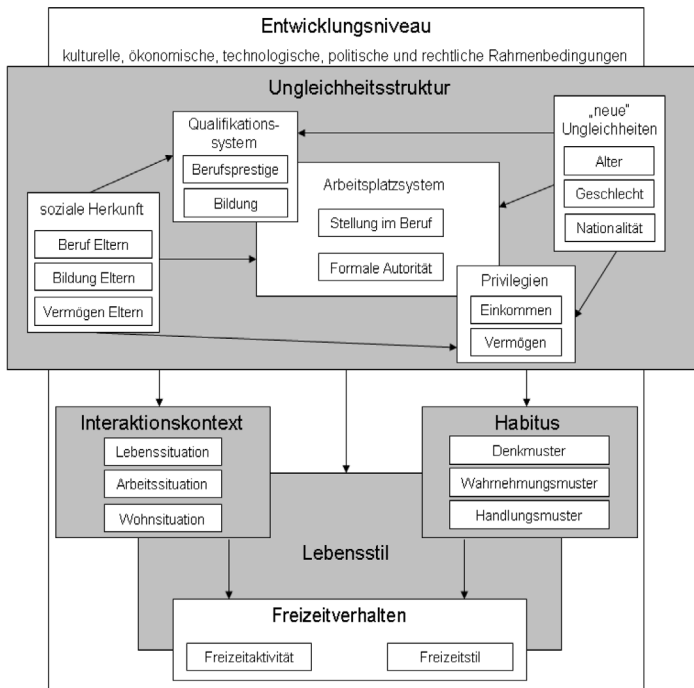 Entwicklungsniveau
kulturelle, ökonomische, technologische, politische und rechtliche Rahmenbedingungen
Ungleichheitsstruktur
Qualifikations-
system
Berufsprestige
Bildung
„neue"
Ungleichheiten
Alter
Geschlecht
Nationalität
Arbeitsplatzsystem
Stellung im Beruf
Formale Autorität
soziale Herkunft
Beruf Eltern
Bildung Eltern
Vermögen Eltern
Privilegien
Einkommen
Vermögen
Interaktionskontext
Lebenssituation
Arbeitssituation
Wohnsituation
Habitus
Denkmuster
Wahrnehmungsmuster
Handlungsmuster
Lebensstil
Freizeitverhalten
Freizeitaktivität
Freizeitstil